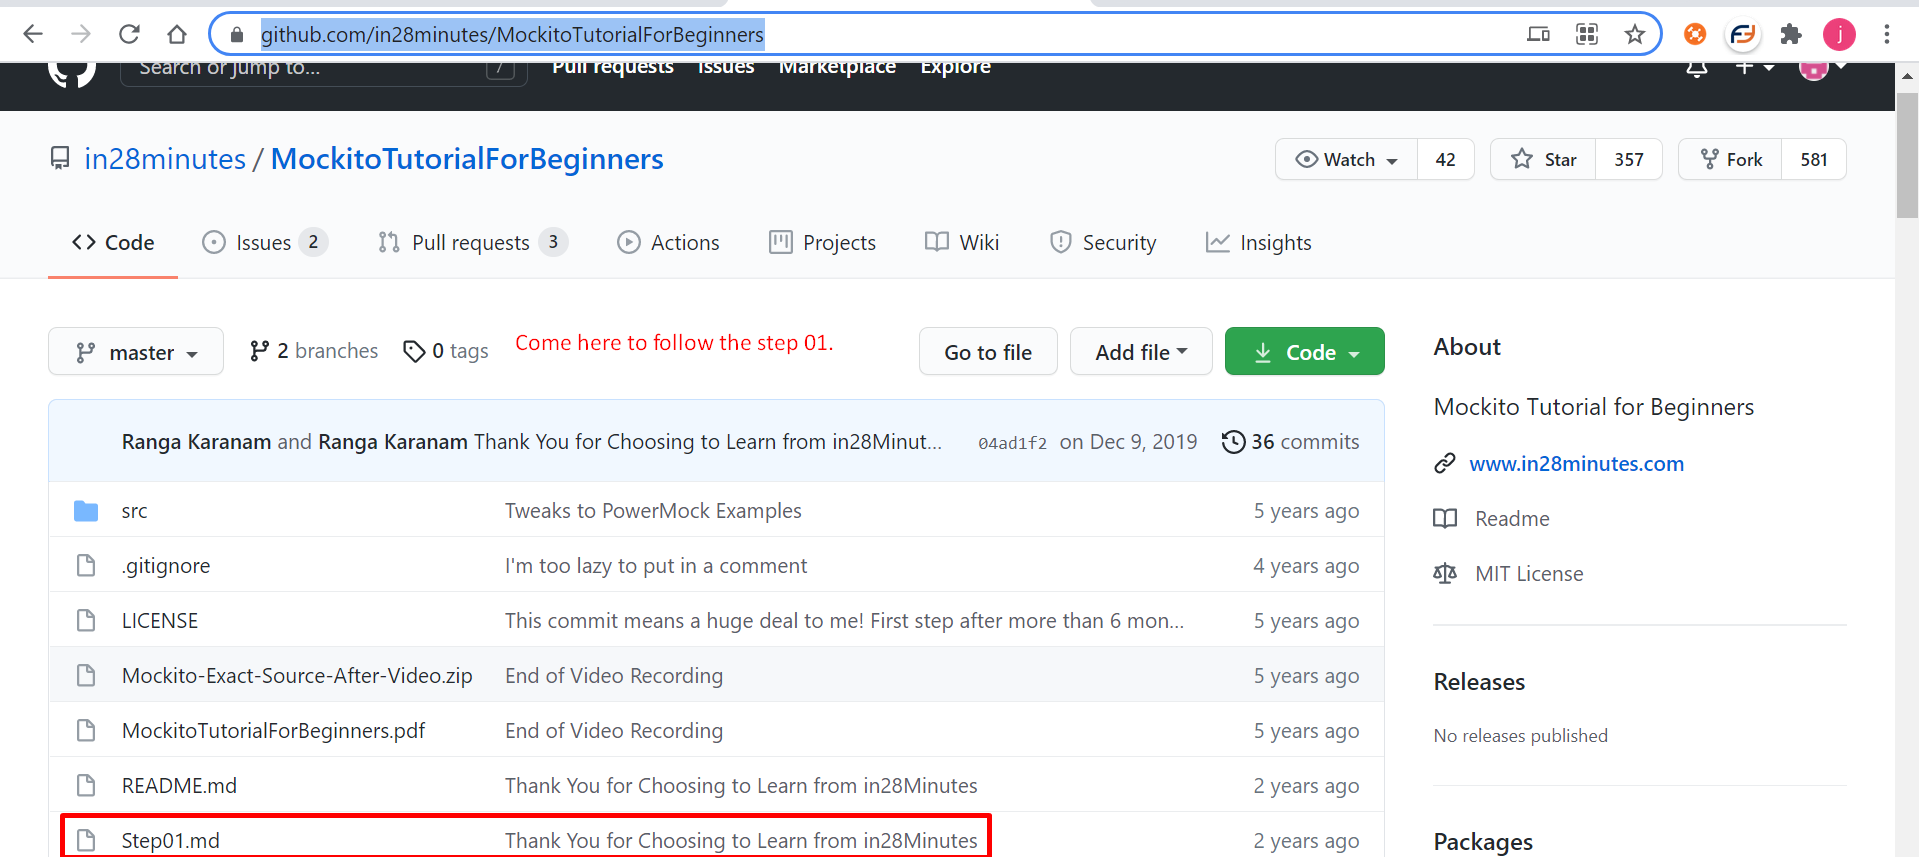 github.com/in28minutes/MockitoTutorialForBeginners
j
Search or jump to... /
Pull requests Issues Marketplace Explore
in28minutes / MockitoTutorialForBeginners
Watch 42 Star 357 Fork 581
Code Issues 2 Pull requests 3 Actions Projects Wiki Security Insights
master 2 branches 0 tags Come here to follow the step 01. Go to file Add file Code
Ranga Karanam and Ranga Karanam Thank You for Choosing to Learn from in28Minut... 04ad1f2 on Dec 9, 2019 36 commits
src Tweaks to PowerMock Examples 5 years ago
.gitignore I'm too lazy to put in a comment 4 years ago
LICENSE This commit means a huge deal to me! First step after more than 6 mon... 5 years ago
Mockito-Exact-Source-After-Video.zip End of Video Recording 5 years ago
MockitoTutorialForBeginners.pdf End of Video Recording 5 years ago
README.md Thank You for Choosing to Learn from in28Minutes 2 years ago
Step01.md Thank You for Choosing to Learn from in28Minutes 2 years ago
About
Mockito Tutorial for Beginners
www.in28minutes.com
Readme
MIT License
Releases
No releases published
Packages